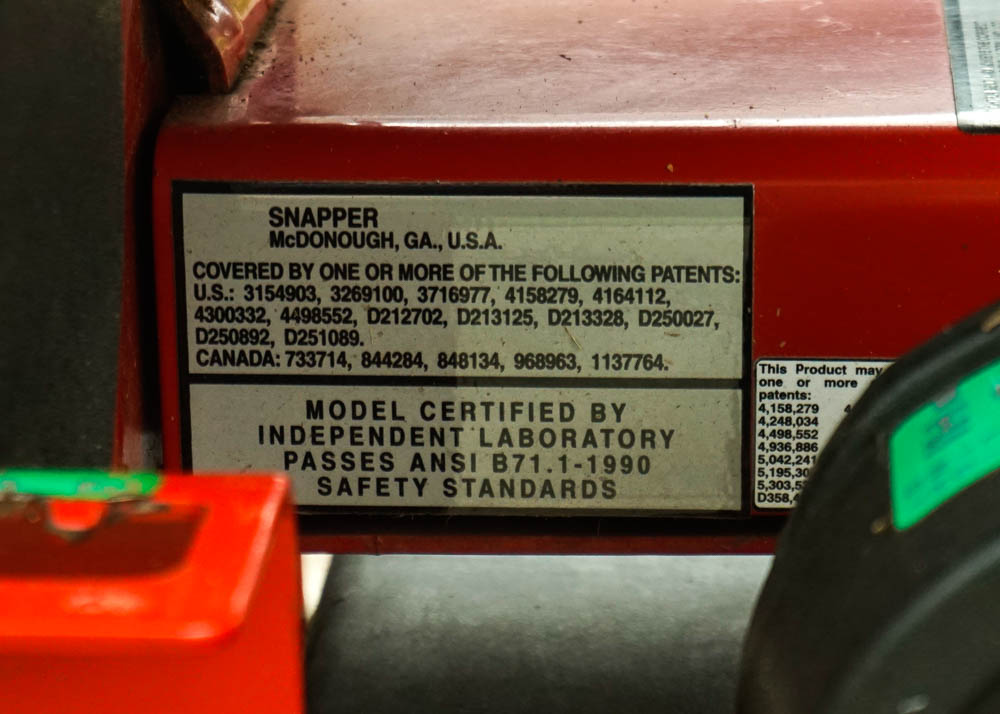 SNAPPER
McDONOUGH, GA., U.S.A.
COVERED BY ONE OR MORE OF THE FOLLOWING PATENTS:
U.S.: 3154903, 3269100, 3716977, 4158279, 4164112,
4300332, 4498552, D212702, D213125, D213328, D250027,
D250892, D251089.
CANADA: 733714, 844284, 848134, 968963, 1137764.
MODEL CERTIFIED BY
INDEPENDENT LABORATORY
PASSES ANSI B71.1-1990
SAFETY STANDARDS
This Product may
one or more
patents:
4,158,279
4,248,034
4,498,552
4,936,886
5,042,241